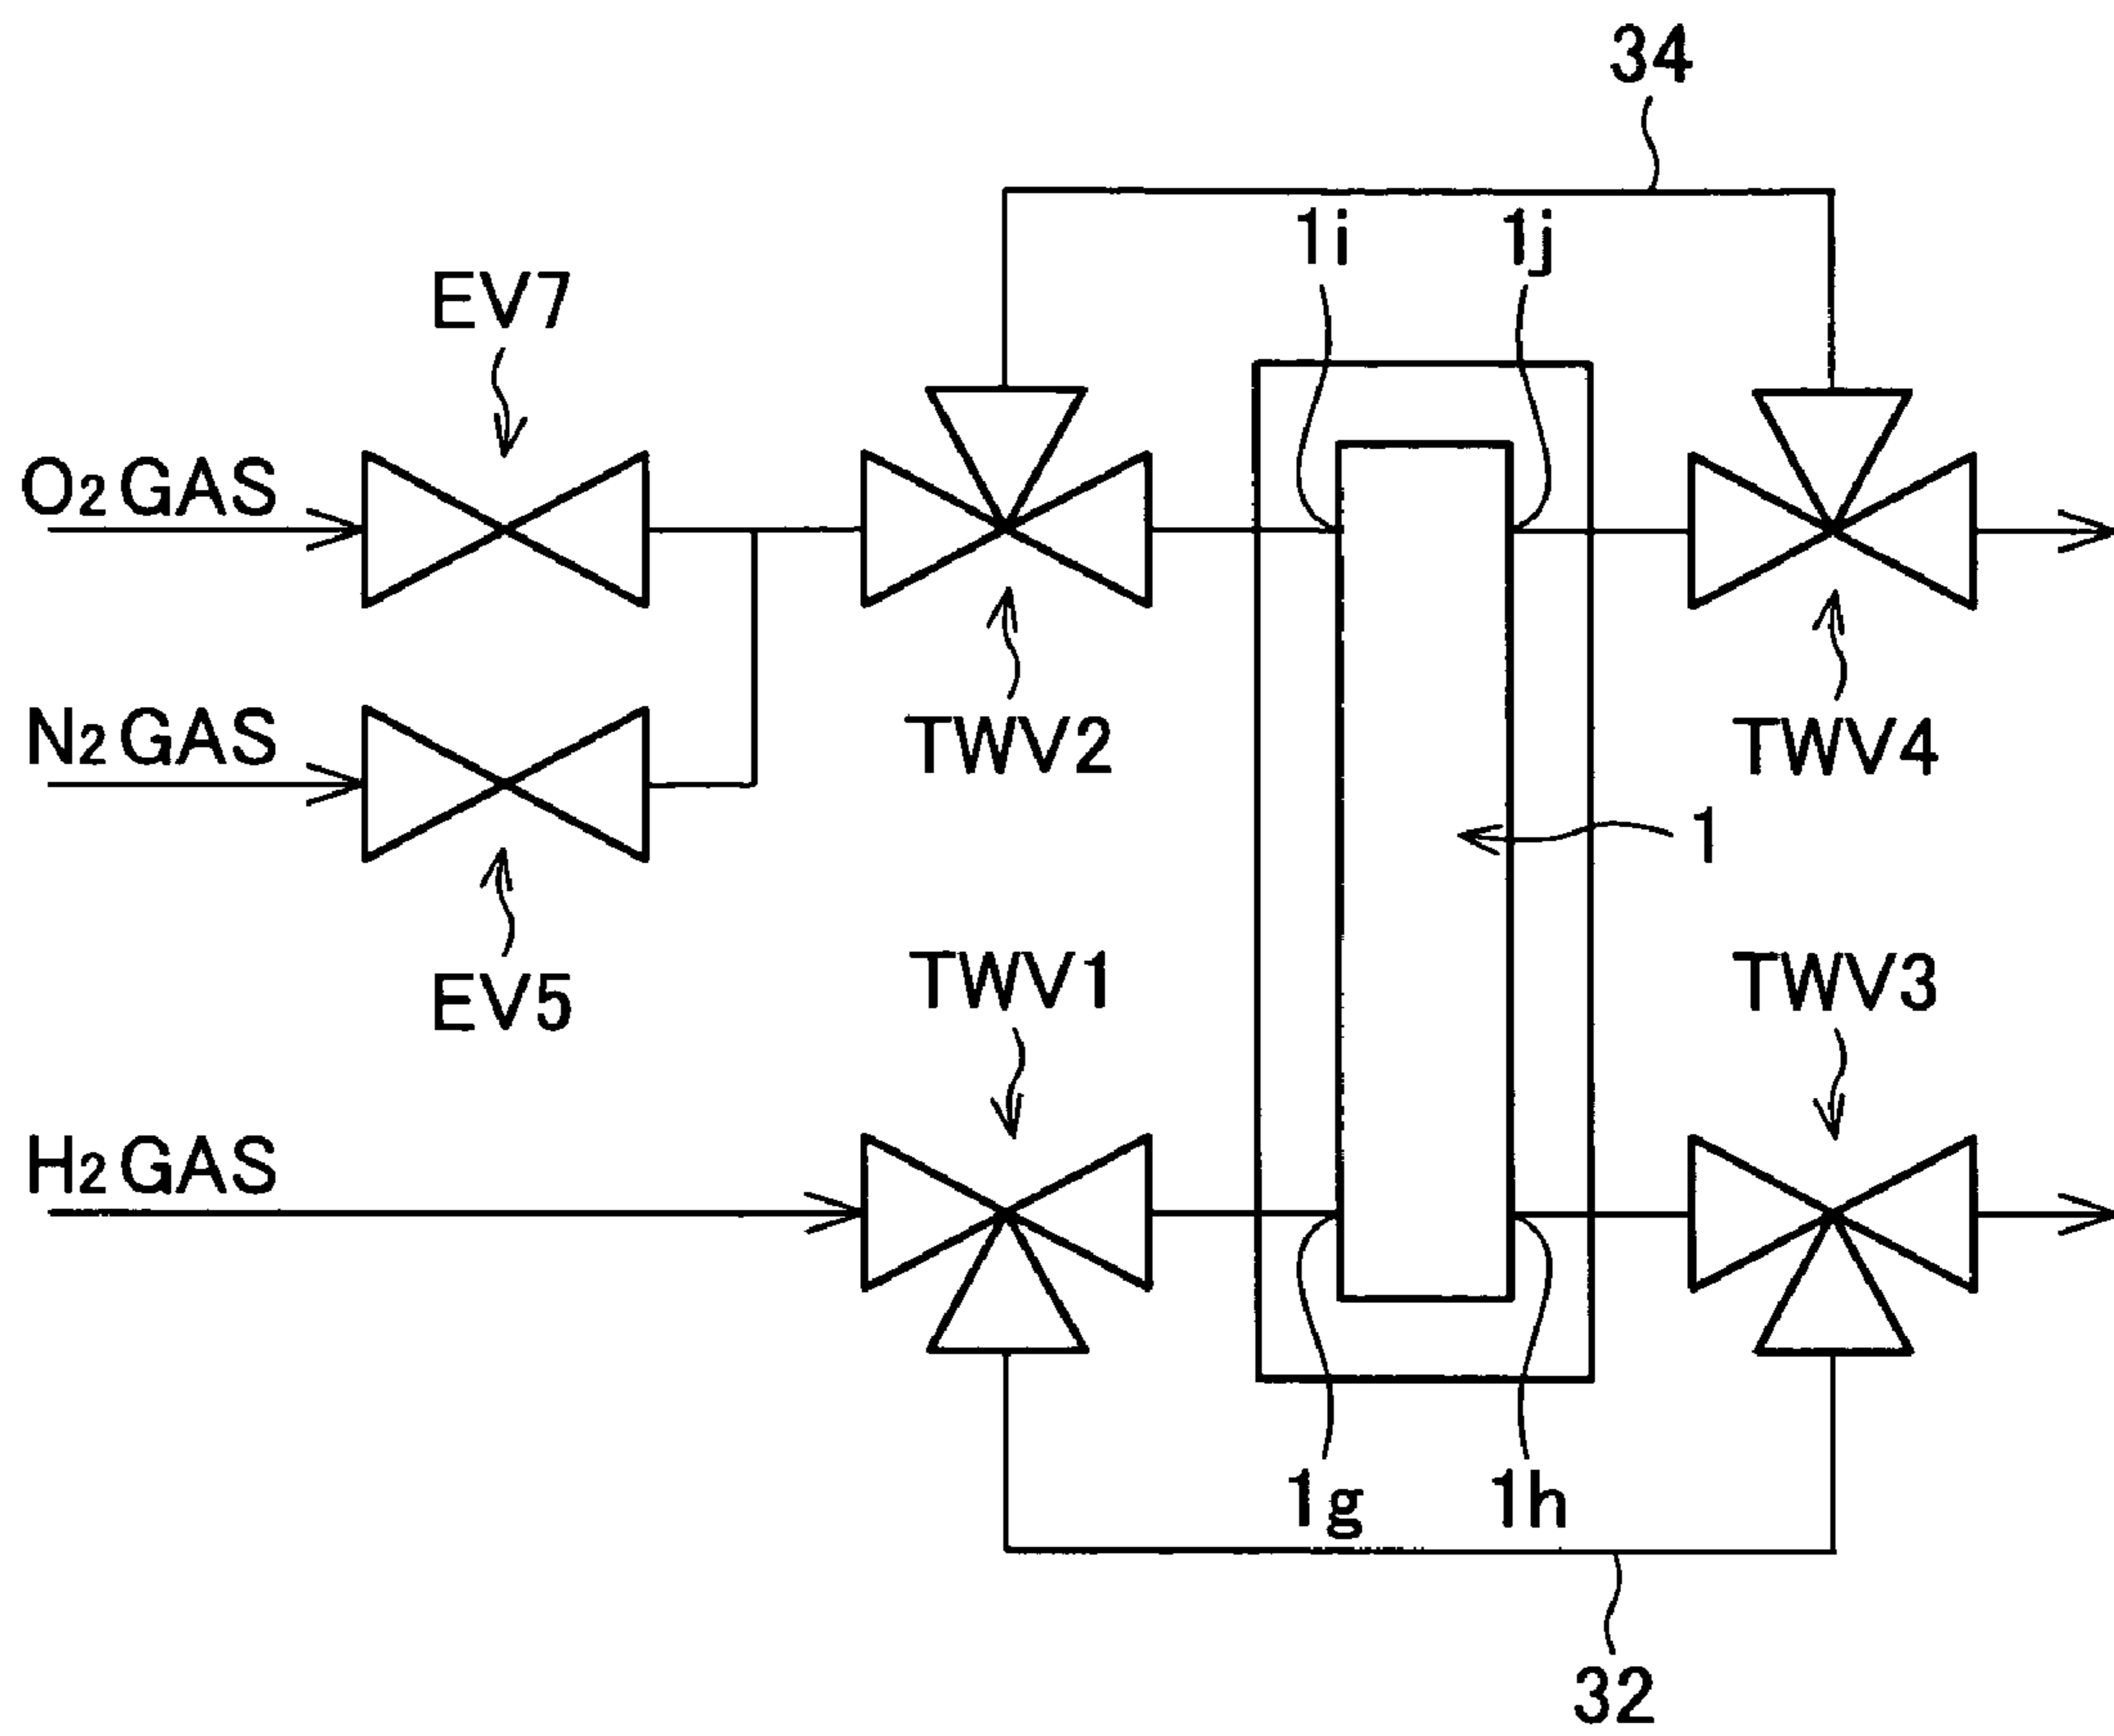 34
1i
1j
EV7
O2 GAS
TWV2
TWV4
N2 GAS
1
EV5
TWV1
TWV3
H2 GAS
1g
1h
32